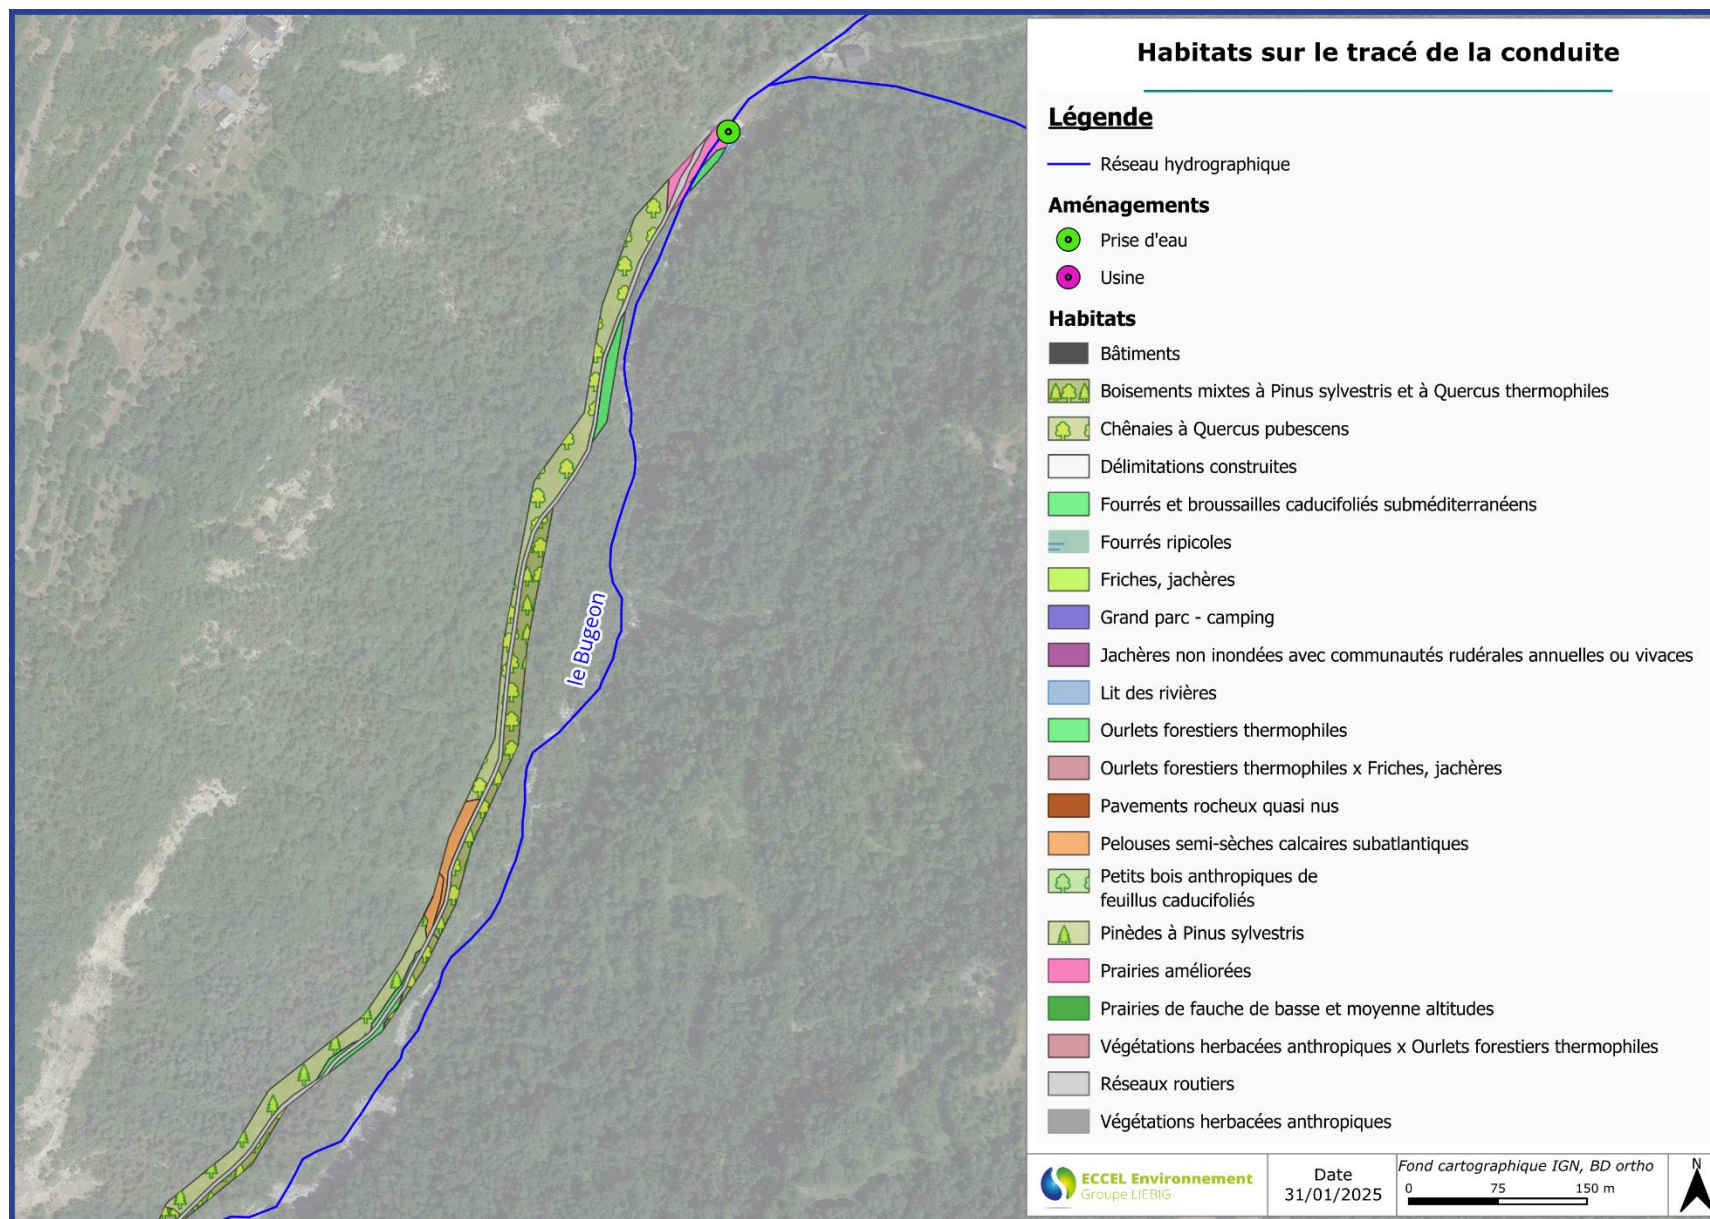 Habitats sur le tracé de la conduite
Légende
Réseau hydrographique
Aménagements
Prise d'eau
Usine
Habitats
Bâtiments
Boisements mixtes à Pinus sylvestris et à Quercus thermophiles
Chênaies à Quercus pubescens
Délimitations construites
Fourrés et broussailles caducifoliés subméditerranéens
Fourrés ripicoles
Friches, jachères
Grand parc - camping
Jachères non inondées avec communautés rudérales annuelles ou vivaces
Lit des rivières
Ourlets forestiers thermophiles
Ourlets forestiers thermophiles x Friches, jachères
Pavements rocheux quasi nus
Pelouses semi-sèches calcaires subatlantiques
Petits bois anthropiques de
feuillus caducifoliés
Pinèdes à Pinus sylvestris
Prairies améliorées
Prairies de fauche de basse et moyenne altitudes
Végétations herbacées anthropiques x Ourlets forestiers thermophiles
Réseaux routiers
Végétations herbacées anthropiques
le Bugeon
ECCEL Environnement
Groupe LIEBIG
Date
31/01/2025
Fond cartographique IGN, BD ortho
0 75 150 m
N